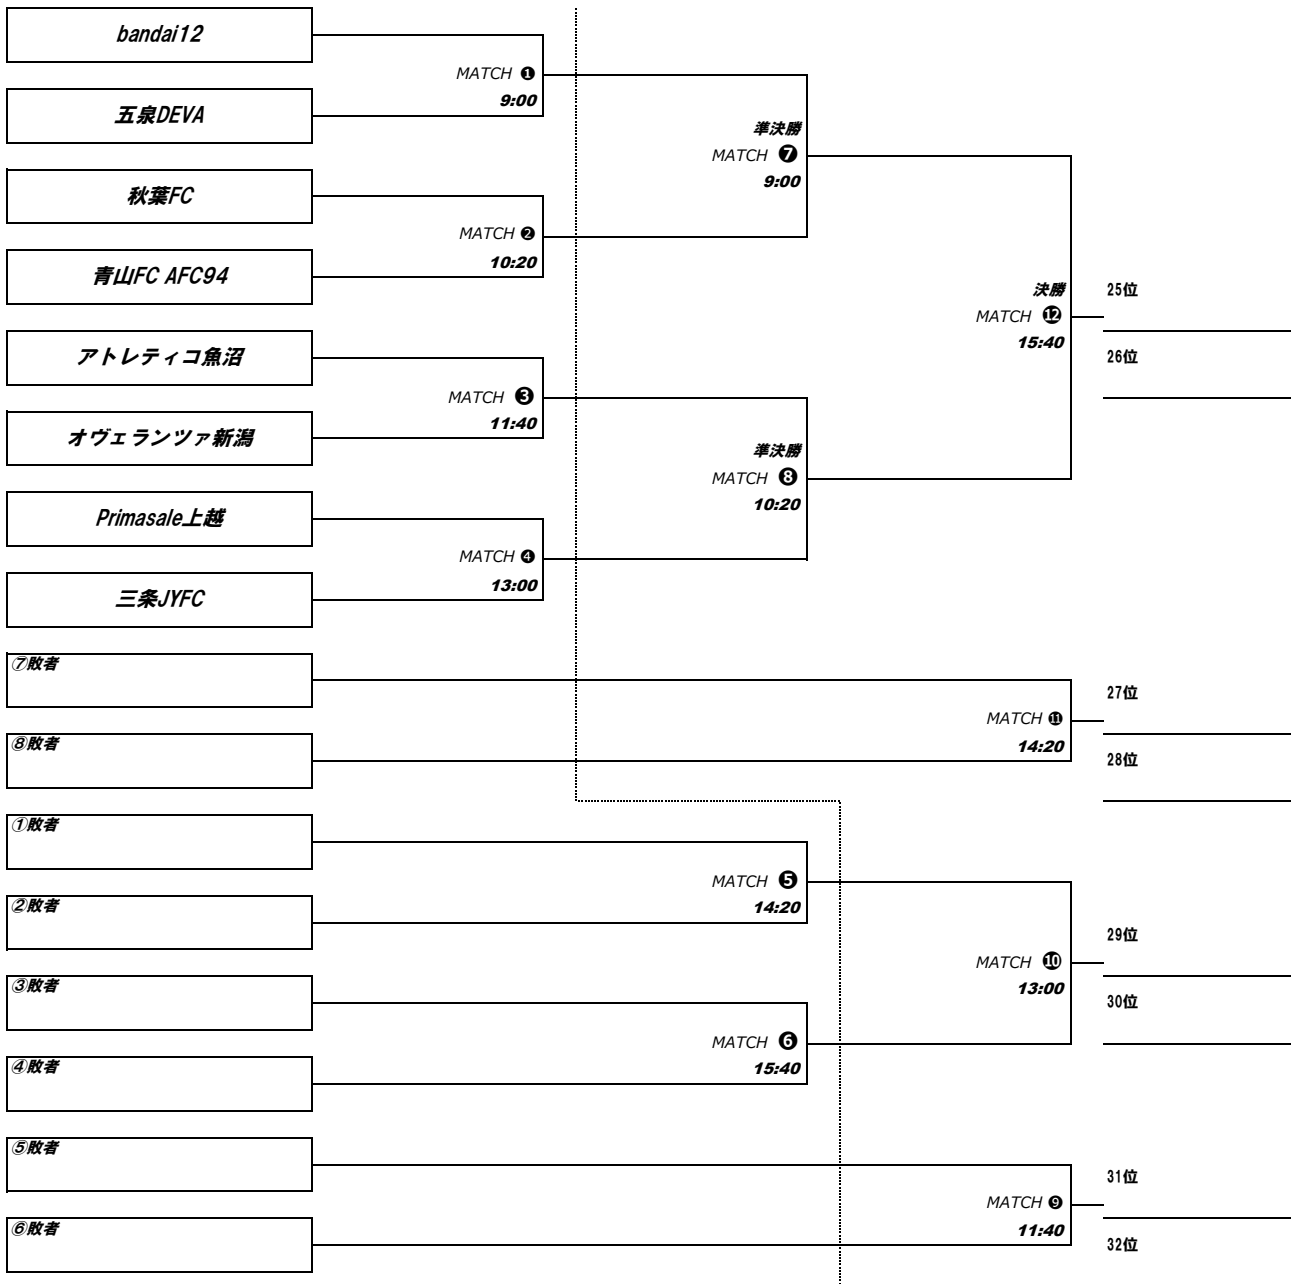 bandai12
MATCH ❶
9:00
五泉DEVA
準決勝
MATCH ❼
9:00
秋葉FC
MATCH ❷
10:20
青山FC AFC94
決勝
25位
MATCH ⓬
15:40
26位
アトレティコ魚沼
MATCH ❸
11:40
オヴェランツァ新潟
準決勝
MATCH ❽
10:20
Primasale上越
MATCH ❹
13:00
三条JYFC
⑦敗者
27位
MATCH ⓫
14:20
⑧敗者
28位
①敗者
MATCH ❺
14:20
②敗者
29位
MATCH ❿
13:00
③敗者
30位
MATCH ❻
15:40
④敗者
⑤敗者
31位
MATCH ❾
11:40
⑥敗者
32位